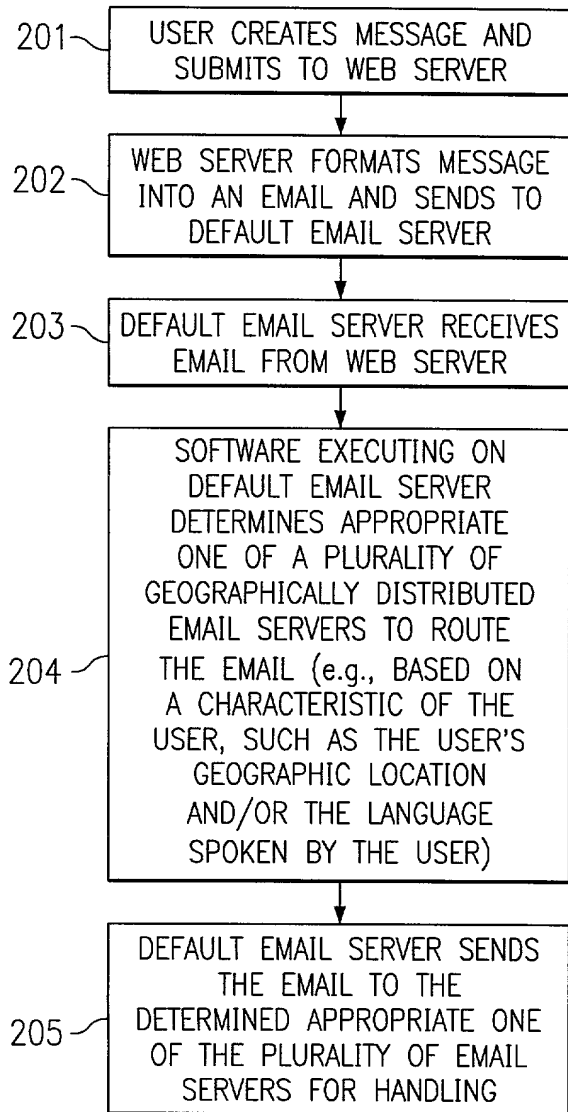 201
USER CREATES MESSAGE AND
SUBMITS TO WEB SERVER
202
WEB SERVER FORMATS MESSAGE
INTO AN EMAIL AND SENDS TO
DEFAULT EMAIL SERVER
203
DEFAULT EMAIL SERVER RECEIVES
EMAIL FROM WEB SERVER
204
SOFTWARE EXECUTING ON
DEFAULT EMAIL SERVER
DETERMINES APPROPRIATE
ONE OF A PLURALITY OF
GEOGRAPHICALLY DISTRIBUTED
EMAIL SERVERS TO ROUTE
THE EMAIL (e.g., BASED ON
A CHARACTERISTIC OF THE
USER, SUCH AS THE USER'S
GEOGRAPHIC LOCATION
AND/OR THE LANGUAGE
SPOKEN BY THE USER)
205
DEFAULT EMAIL SERVER SENDS
THE EMAIL TO THE
DETERMINED APPROPRIATE ONE
OF THE PLURALITY OF EMAIL
SERVERS FOR HANDLING